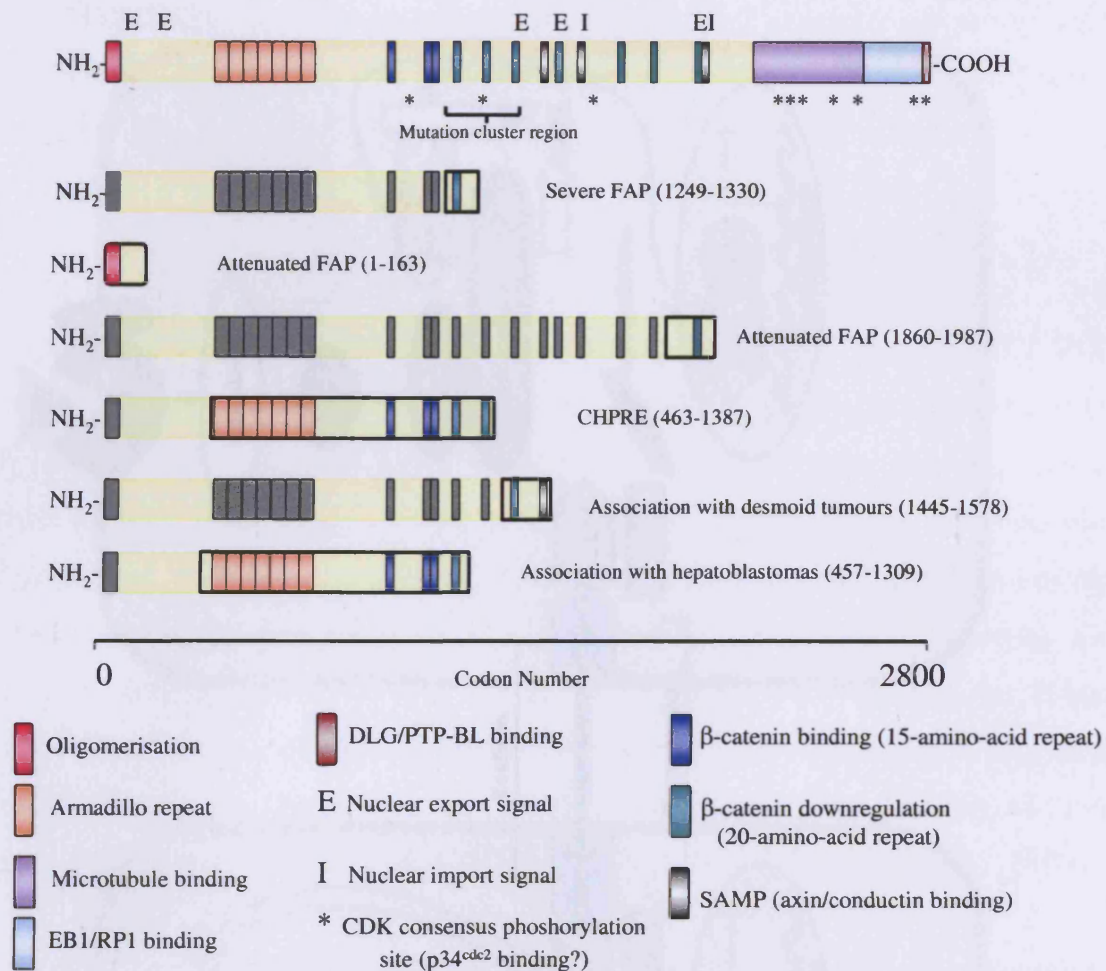 E E E E I EI
NH2- -COOH
* * * *** * * **
Mutation cluster region
NH2- Severe FAP (1249-1330)
NH2- Attenuated FAP (1-163)
NH2- Attenuated FAP (1860-1987)
NH2- CHPRE (463-1387)
NH2- Association with desmoid tumours (1445-1578)
NH2- Association with hepatoblastomas (457-1309)
0 Codon Number 2800
Oligomerisation
Armadillo repeat
Microtubule binding
EB1/RP1 binding
DLG/PTP-BL binding
E Nuclear export signal
I Nuclear import signal
* CDK consensus phoshorylation
site (p34cdc2 binding?)
β-catenin binding (15-amino-acid repeat)
β-catenin downregulation
(20-amino-acid repeat)
SAMP (axin/conductin binding)